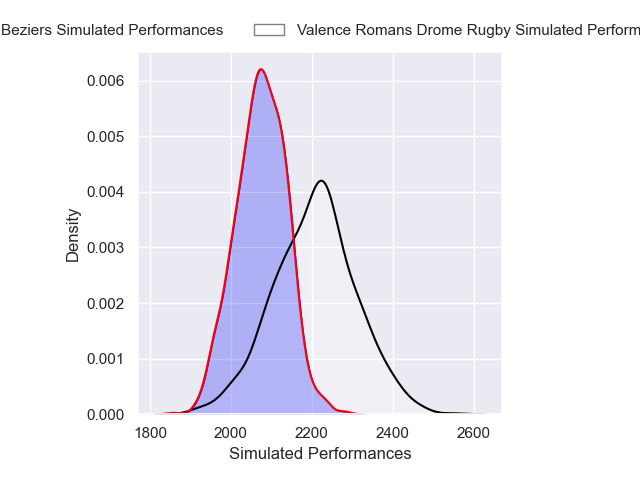 Beziers Simulated Performances
Valence Romans Drome Rugby Simulated Perform
0.006
0.005
0.004
0.003
0.002
0.001
0.000
Density
1800 2000 2200 2400 2600
Simulated Performances